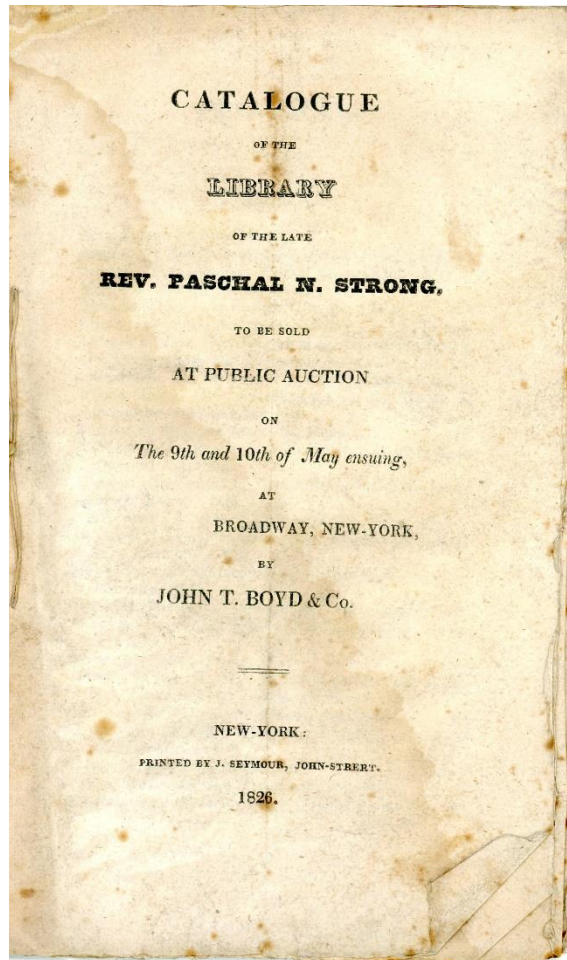 CATALOGUE
OF THE
LIBRARY
OF THE LATE
REV. PASCHAL N. STRONG.
TO BE SOLD
AT PUBLIC AUCTION
ON
The 9th and 10th of May ensuing,
AT
BROADWAY, NEW-YORK,
BY
JOHN T. BOYD & Co.
NEW-YORK:
PRINTED BY J. SEYMOUR, JOHN-STRERT.
1826.